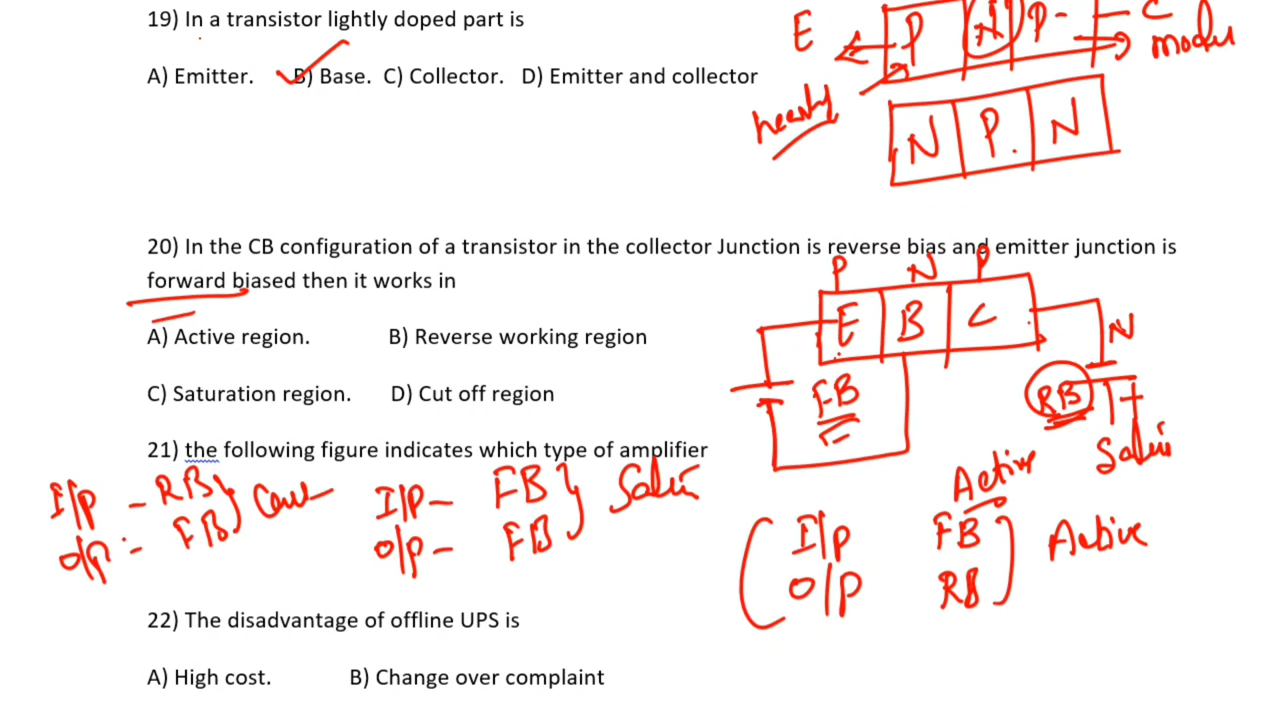 19) In a transistor lightly doped part is
E P N P- C
A) Emitter. B) Base. C) Collector. D) Emitter and collector
N P. N
20) In the CB configuration of a transistor in the collector Junction is reverse bias and emitter junction is
forward biased then it works in
P N P
E B C
A) Active region. B) Reverse working region
N
FB RB
C) Saturation region. D) Cut off region
21) the following figure indicates which type of amplifier
Active
I/p - RB
O/p :- FB
I/p - FB
O/p - FB
I/p FB
O/p RB
Active
22) The disadvantage of offline UPS is
A) High cost. B) Change over complaint